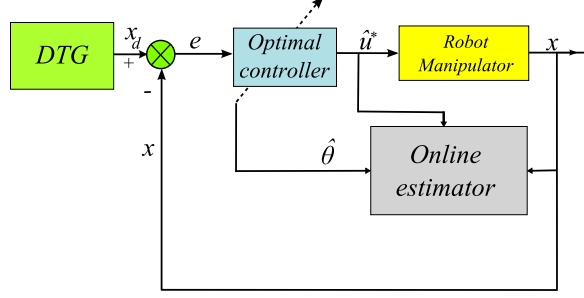 DTG
x_d
+
-
e
Optimal
controller
û*
Robot
Manipulator
x
x
θ̂
Online
estimator